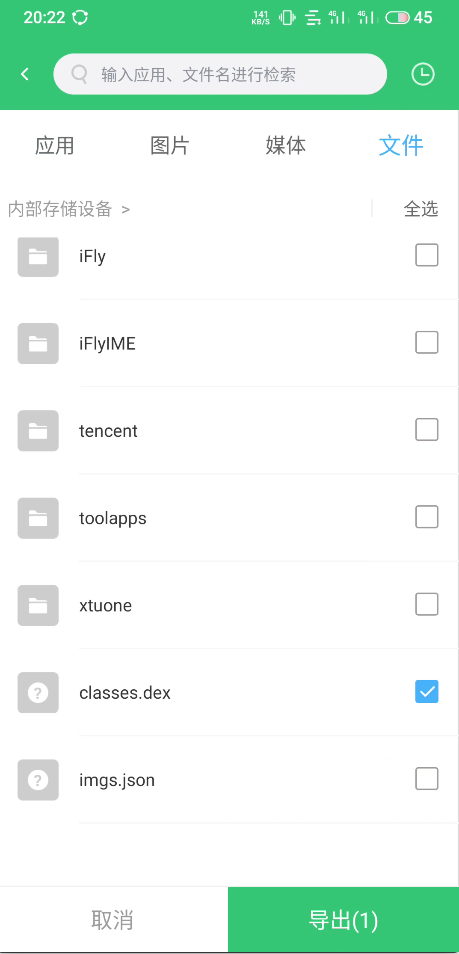 20:22 141 KB/S 4G 4G 45
输入应用、文件名进行检索
应用 图片 媒体 文件
内部存储设备 > 全选
iFly
iFlyIME
tencent
toolapps
xtuone
classes.dex
imgs.json
取消 导出(1)